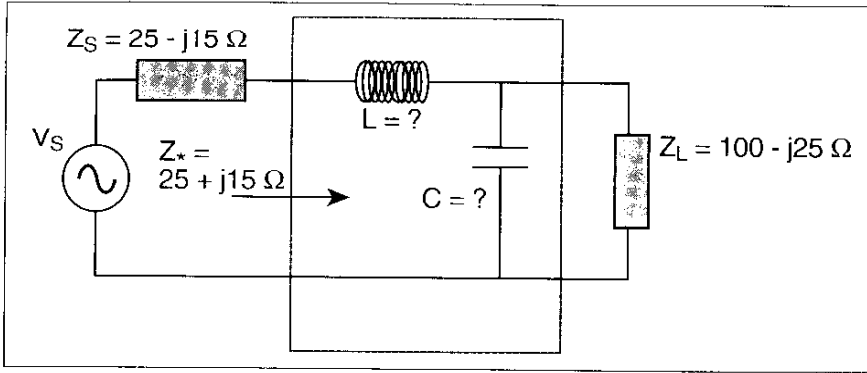 Z_S = 25 - j15 Ω
L = ?
V_S
Z_* =
25 + j15 Ω
C = ?
Z_L = 100 - j25 Ω